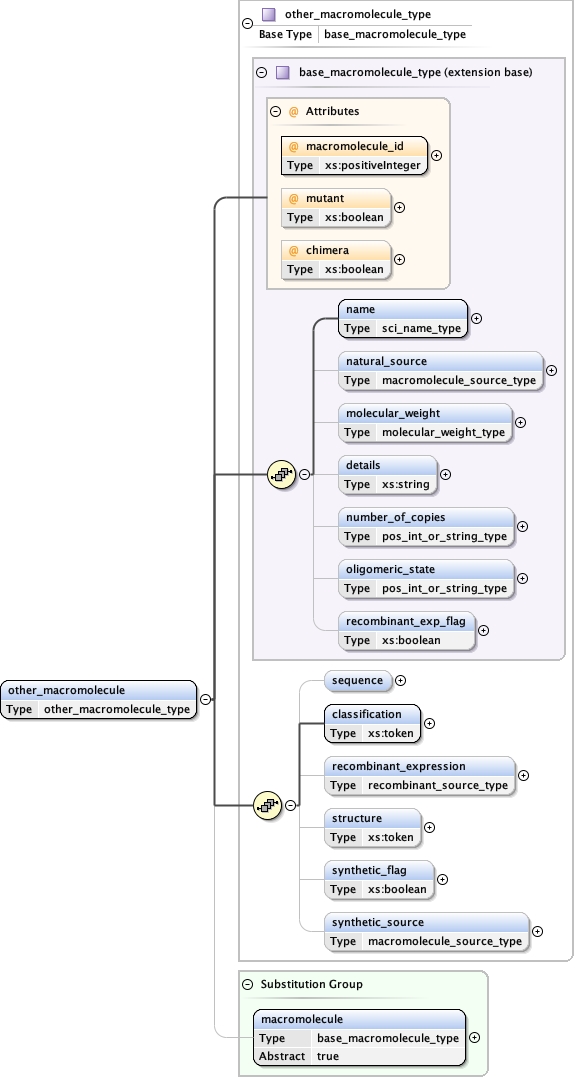 other_macromolecule_type
Base Type base_macromolecule_type
base_macromolecule_type (extension base)
@ Attributes
@ macromolecule_id
Type xs:positiveInteger
@ mutant
Type xs:boolean
@ chimera
Type xs:boolean
name
Type sci_name_type
natural_source
Type macromolecule_source_type
molecular_weight
Type molecular_weight_type
details
Type xs:string
number_of_copies
Type pos_int_or_string_type
oligomeric_state
Type pos_int_or_string_type
recombinant_exp_flag
Type xs:boolean
other_macromolecule
Type other_macromolecule_type
sequence
classification
Type xs:token
recombinant_expression
Type recombinant_source_type
structure
Type xs:token
synthetic_flag
Type xs:boolean
synthetic_source
Type macromolecule_source_type
Substitution Group
macromolecule
Type base_macromolecule_type
Abstract true